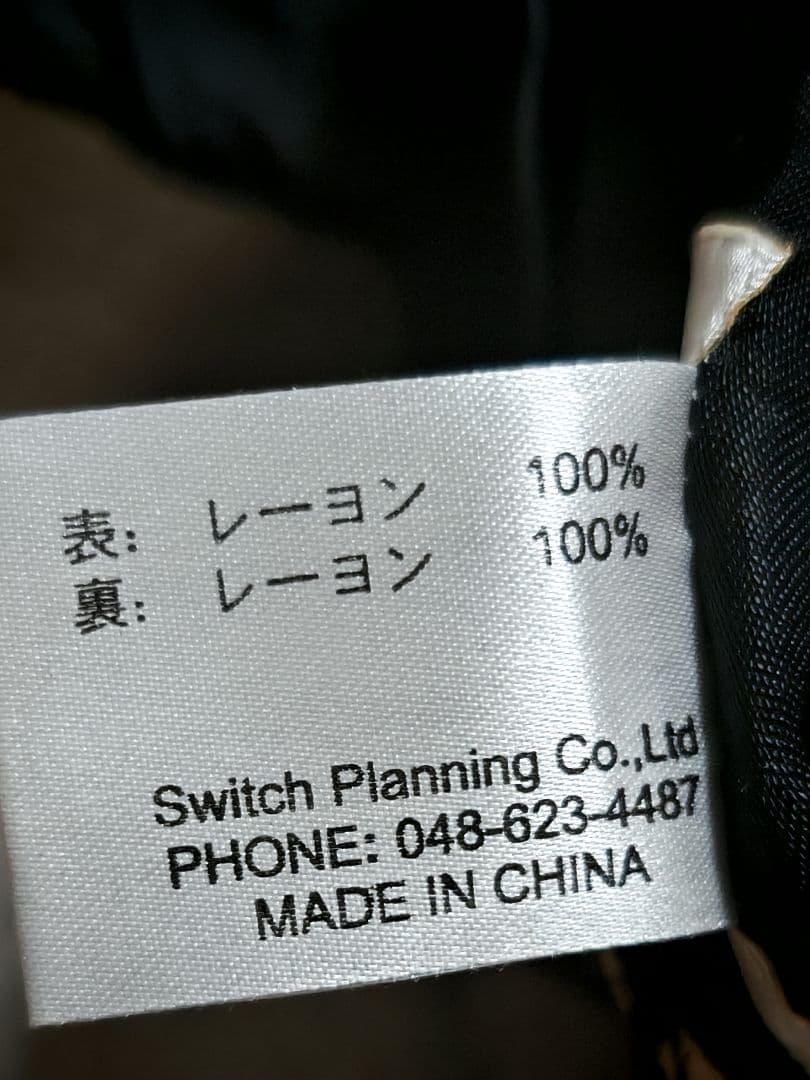 表: レーヨン 100%
裏: レーヨン 100%
Switch Planning Co.,Ltd
PHONE: 048-623-4487
MADE IN CHINA